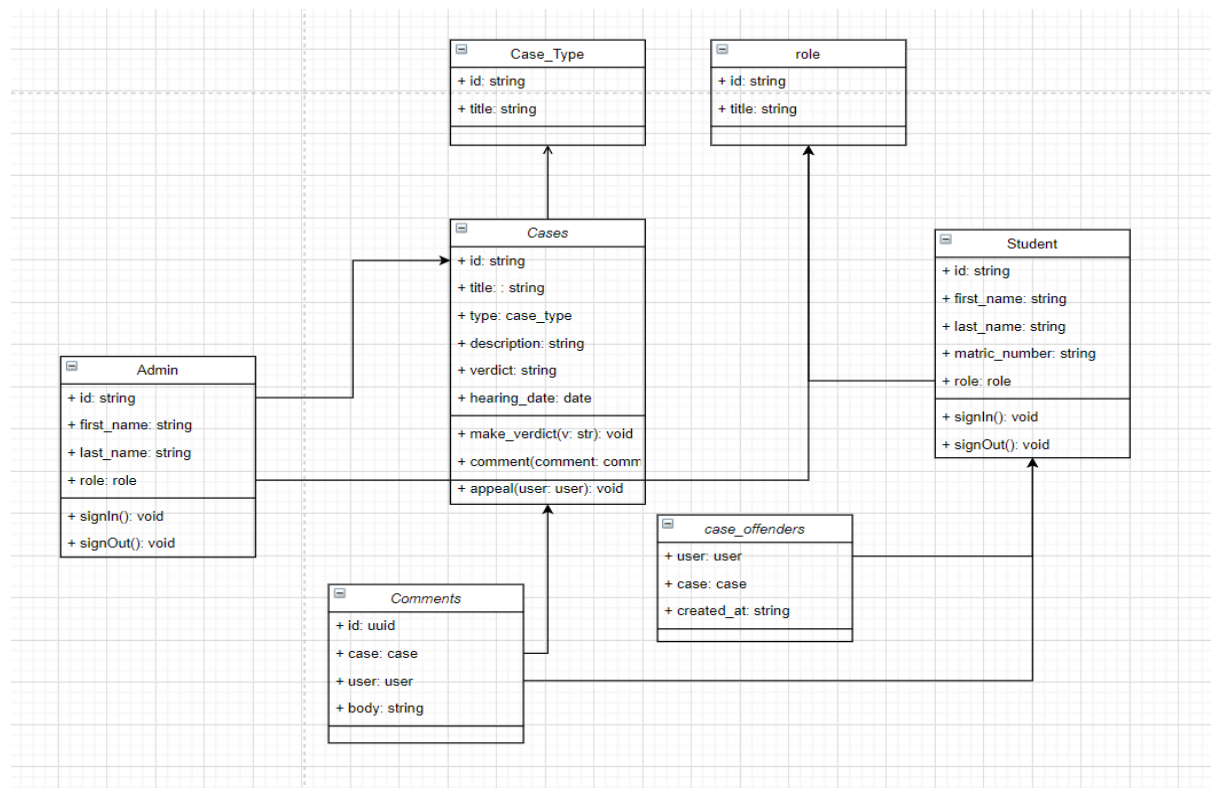 Case_Type
+ id: string
+ title: string
role
+ id: string
+ title: string
Cases
+ id: string
+ title: : string
+ type: case_type
+ description: string
+ verdict: string
+ hearing_date: date
+ make_verdict(v: str): void
+ comment(comment: comm
+ appeal(user: user): void
Student
+ id: string
+ first_name: string
+ last_name: string
+ matric_number: string
+ role: role
+ signIn(): void
+ signOut(): void
Admin
+ id: string
+ first_name: string
+ last_name: string
+ role: role
+ signIn(): void
+ signOut(): void
case_offenders
+ user: user
+ case: case
+ created_at: string
Comments
+ id: uuid
+ case: case
+ user: user
+ body: string